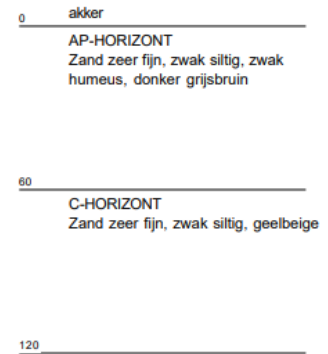 0 akker
AP-HORIZONT
Zand zeer fijn, zwak siltig, zwak
humeus, donker grijsbruin
60
C-HORIZONT
Zand zeer fijn, zwak siltig, geelbeige
120